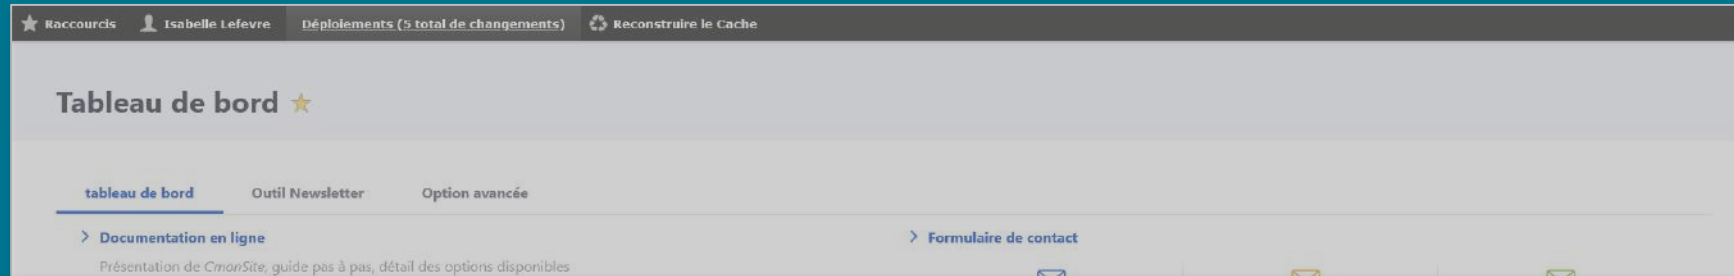 Raccourcis Isabelle Lefevre Déploiements (5 total de changements) Reconstruire le Cache
Tableau de bord
tableau de bord Outil Newsletter Option avancée
Documentation en ligne Formulaire de contact
Présentation de CmonSite, guide pas à pas, détail des options disponibles